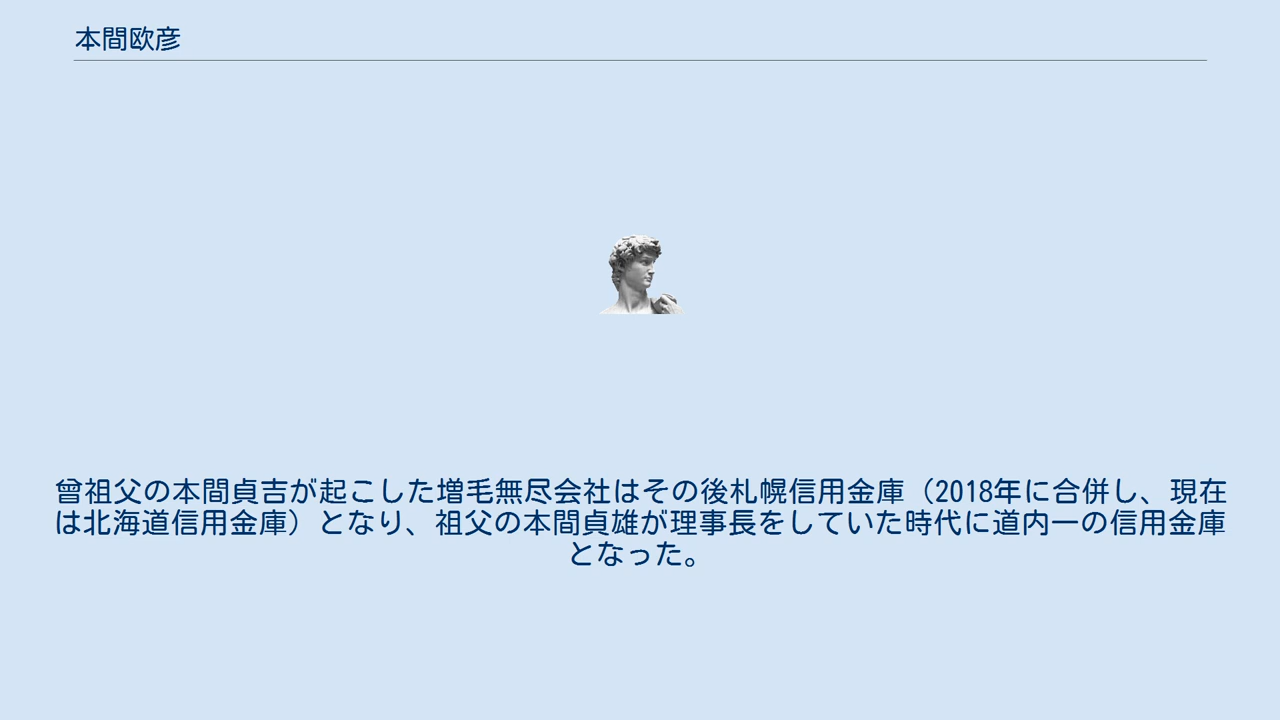 本間欧彦
曾祖父の本間貞吉が起こした増毛無尽会社はその後札幌信用金庫（2018年に合併し、現在
は北海道信用金庫）となり、祖父の本間貞雄が理事長をしていた時代に道内一の信用金庫
となった。